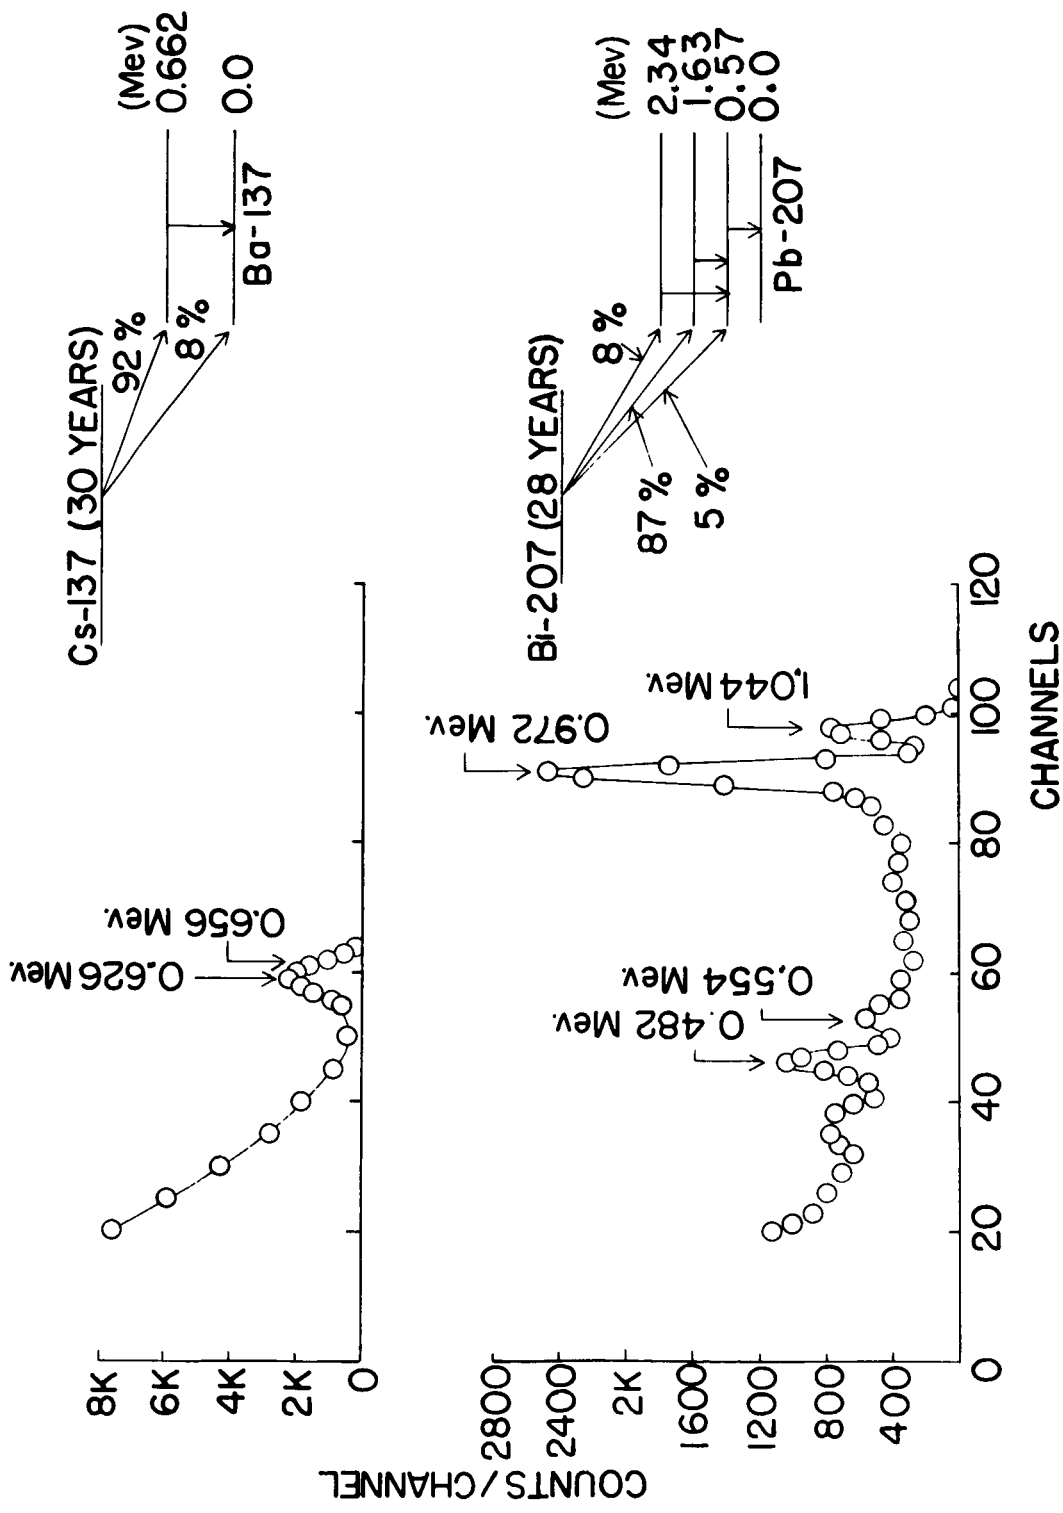 COUNTS/CHANNEL
8K
6K
4K
2K
0
0.626 Mev.
0.656 Mev.
Cs-137 (30 YEARS)
92 %
8 %
(Mev)
0.662
0.0
Ba-137
2800
2400
2K
1600
1200
800
400
0 20 40 60 80 100 120
CHANNELS
0.482 Mev.
0.554 Mev.
0.972 Mev.
1.044 Mev.
Bi-207 (28 YEARS)
8 %
87 %
5 %
(Mev)
2.34
1.63
0.57
0.0
Pb-207